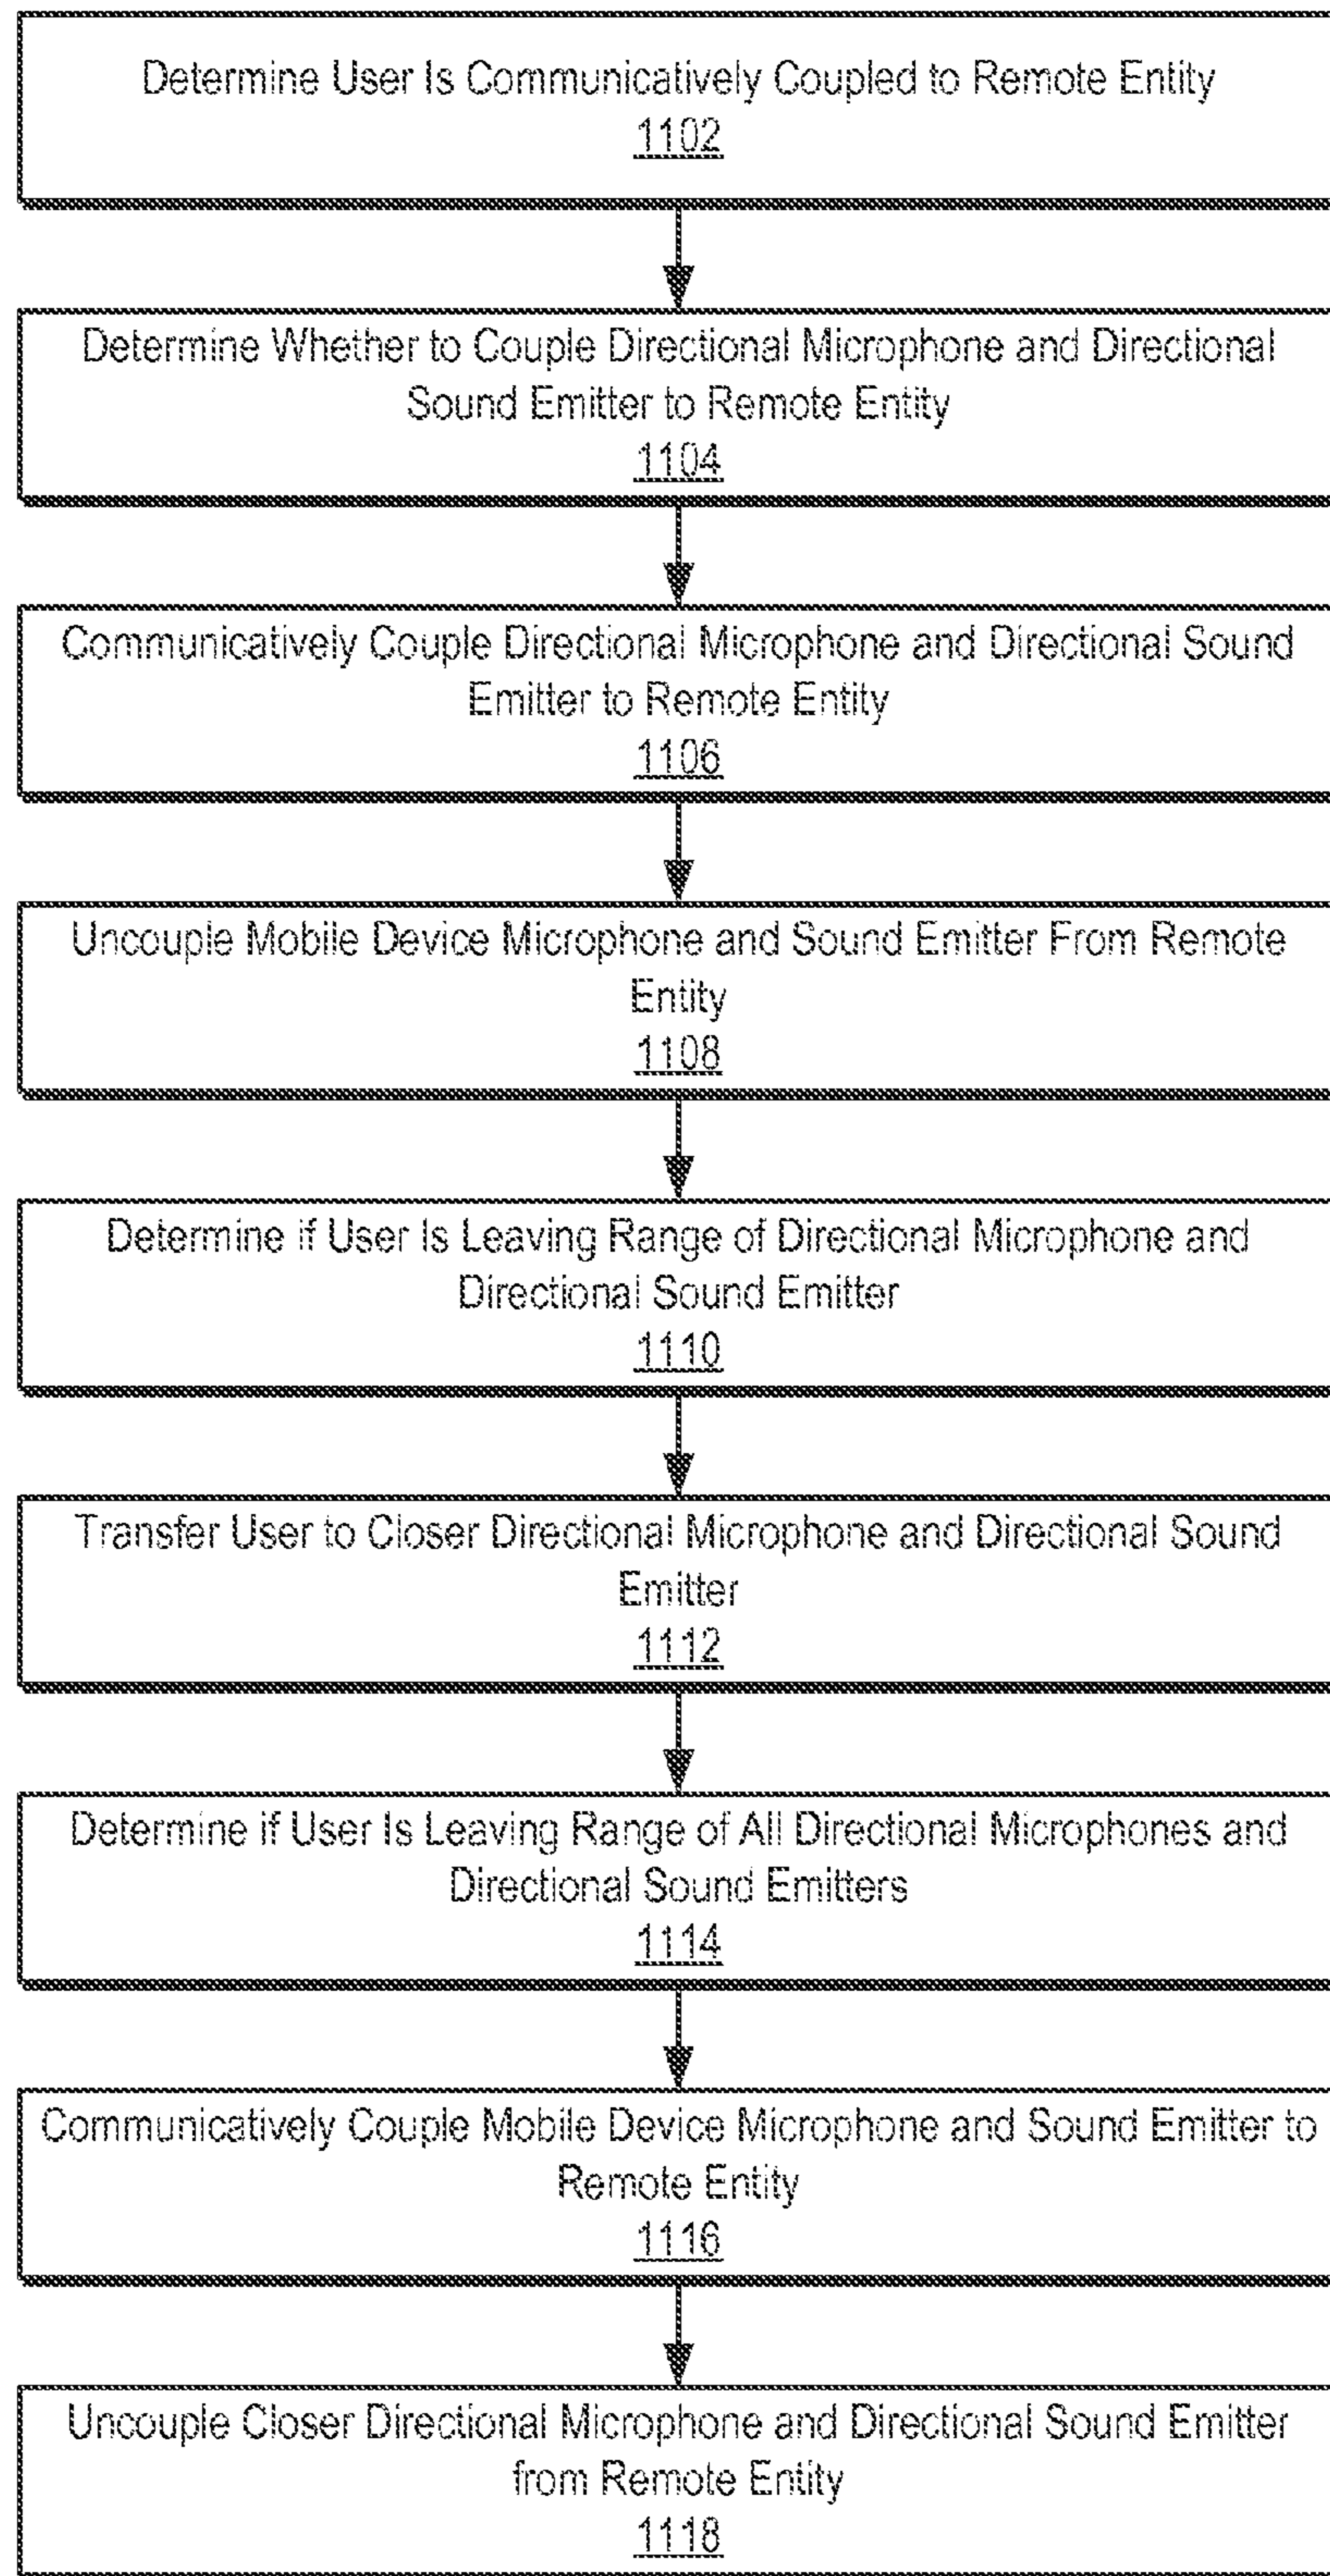 Determine User Is Communicatively Coupled to Remote Entity
1102
Determine Whether to Couple Directional Microphone and Directional
Sound Emitter to Remote Entity
1104
Communicatively Couple Directional Microphone and Directional Sound
Emitter to Remote Entity
1106
Uncouple Mobile Device Microphone and Sound Emitter From Remote
Entity
1108
Determine if User Is Leaving Range of Directional Microphone and
Directional Sound Emitter
1110
Transfer User to Closer Directional Microphone and Directional Sound
Emitter
1112
Determine if User Is Leaving Range of All Directional Microphones and
Directional Sound Emitters
1114
Communicatively Couple Mobile Device Microphone and Sound Emitter to
Remote Entity
1116
Uncouple Closer Directional Microphone and Directional Sound Emitter
from Remote Entity
1118